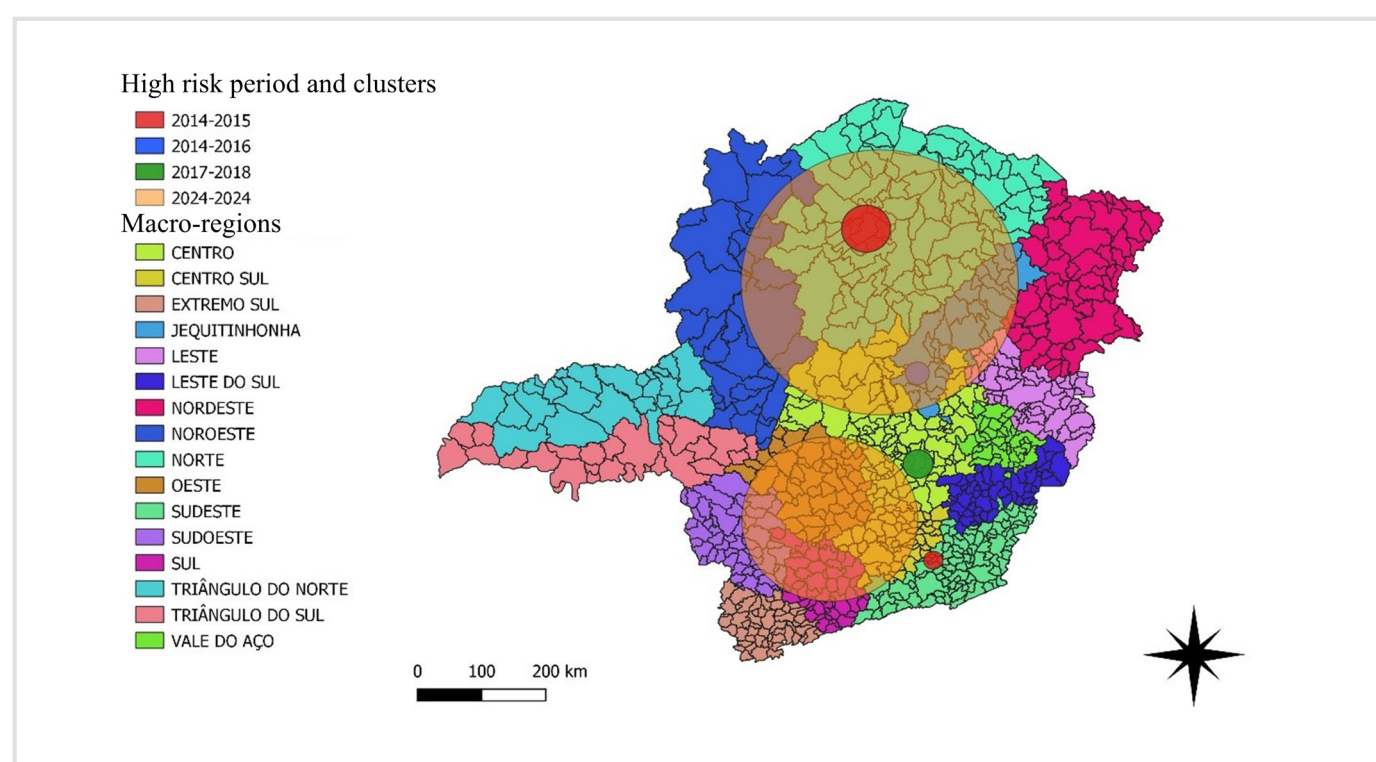 High risk period and clusters
2014-2015
2014-2016
2017-2018
2024-2024
Macro-regions
CENTRO
CENTRO SUL
EXTREMO SUL
JEQUITINHONHA
LESTE
LESTE DO SUL
NORDESTE
NOROESTE
NORTE
OESTE
SUDESTE
SUDOESTE
SUL
TRIÂNGULO DO NORTE
TRIÂNGULO DO SUL
VALE DO AÇO
0 100 200 km